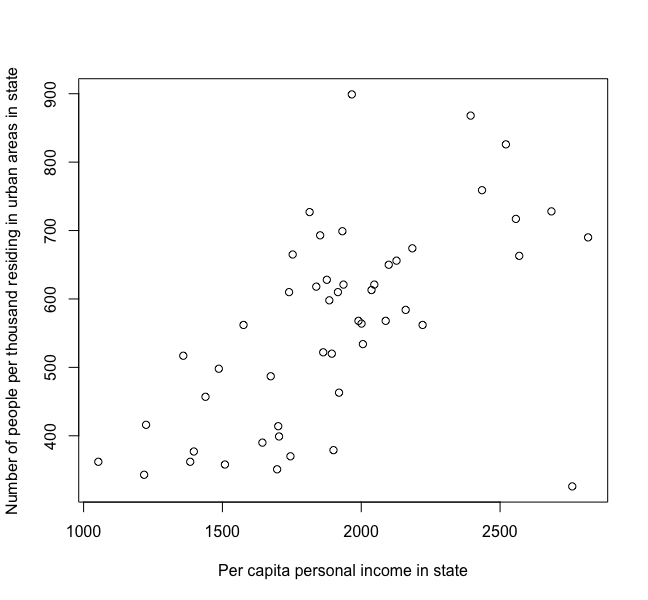 Number of people per thousand residing in urban areas in state
900
800
700
600
500
400
1000 1500 2000 2500
Per capita personal income in state